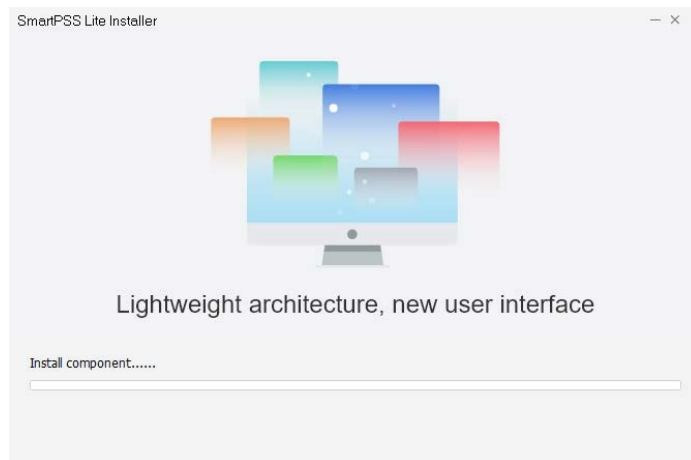 SmartPSS Lite Installer
Lightweight architecture, new user interface
Install component......